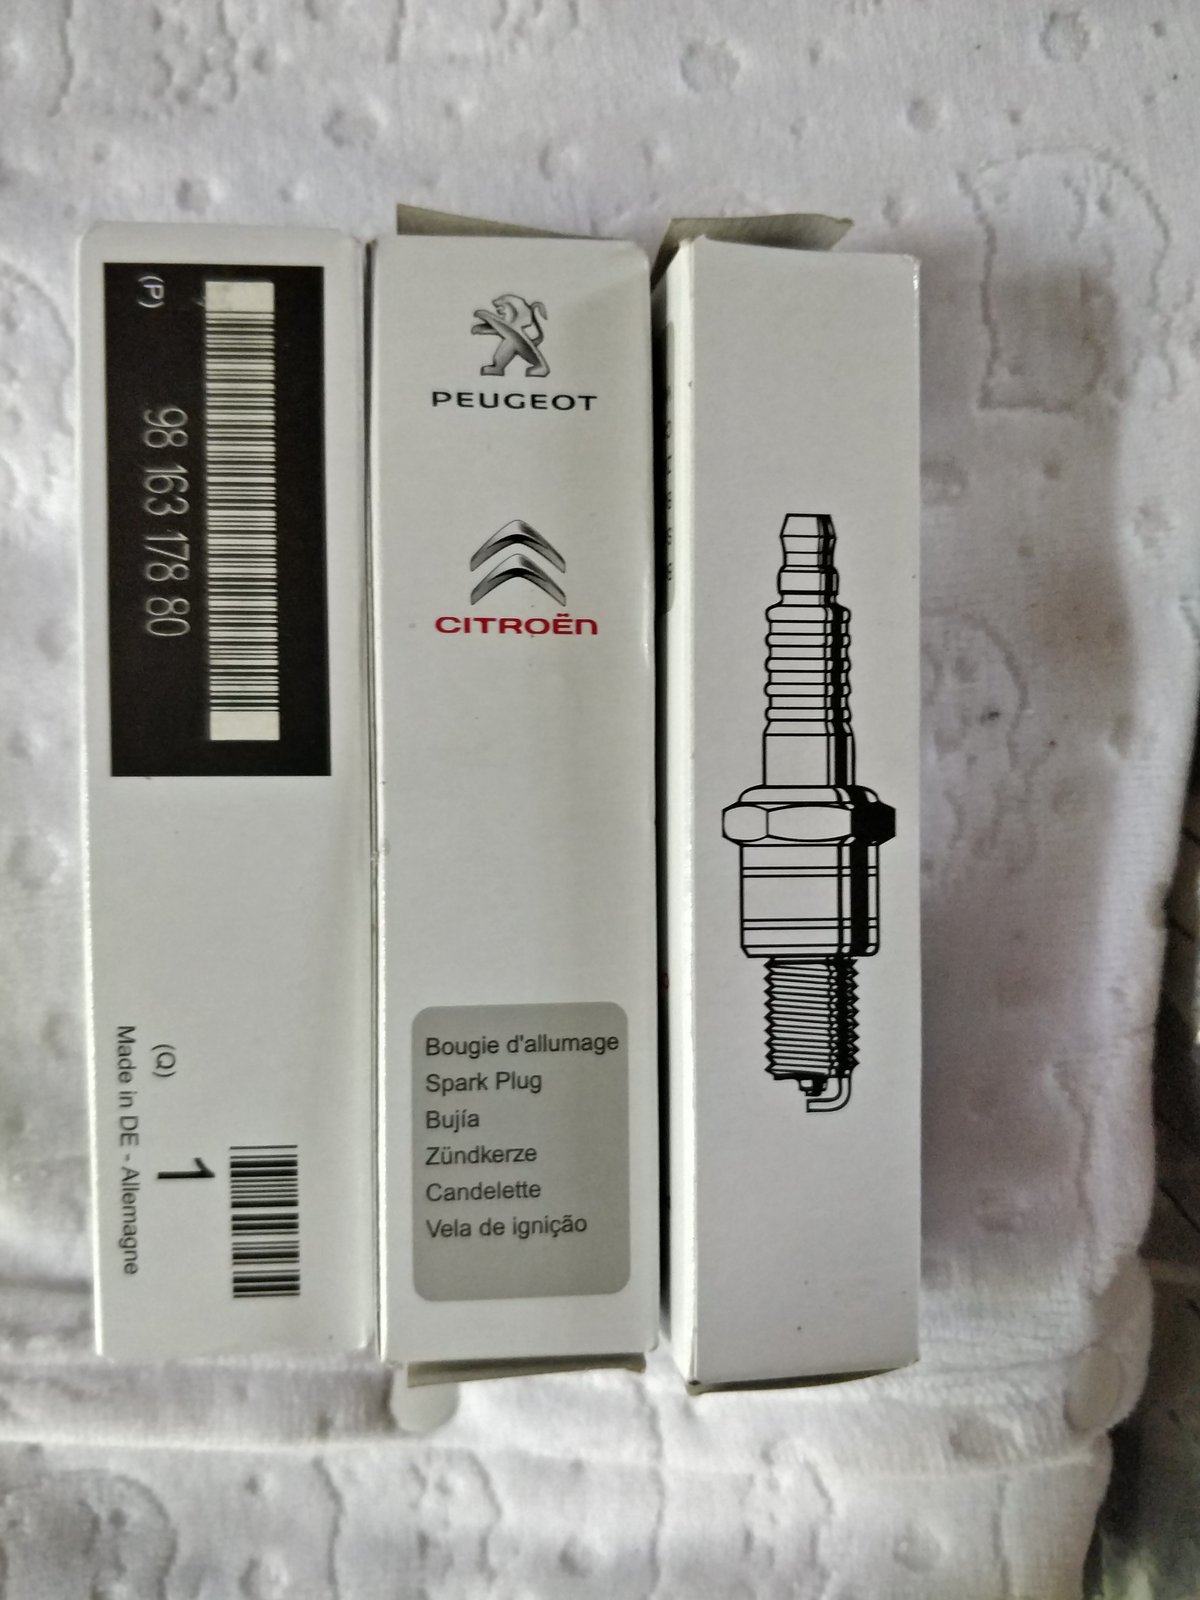 (P)
98 163 178 80
(Q)
1
Made in DE - Allemagne
PEUGEOT
CITROËN
Bougie d'allumage
Spark Plug
Bujía
Zündkerze
Candelette
Vela de ignição